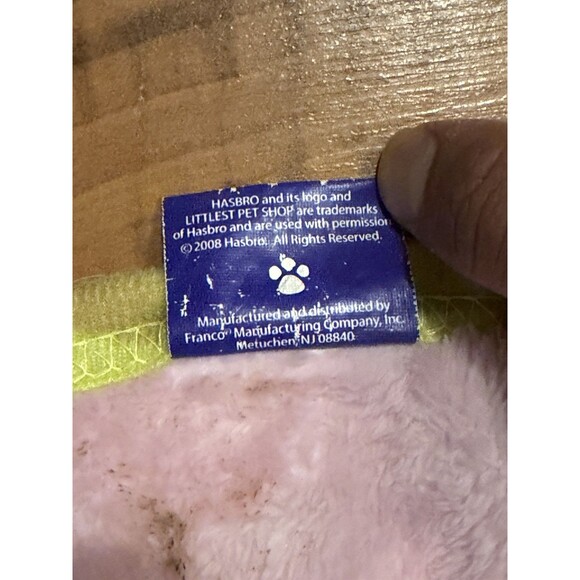 HASBRO and its logo and
LITTLEST PET SHOP are trademarks
of Hasbro and are used with permission
© 2008 Hasbro. All Rights Reserved.
Manufactured and distributed by
Franco Manufacturing Company, Inc.
Metuchen, NJ 08840